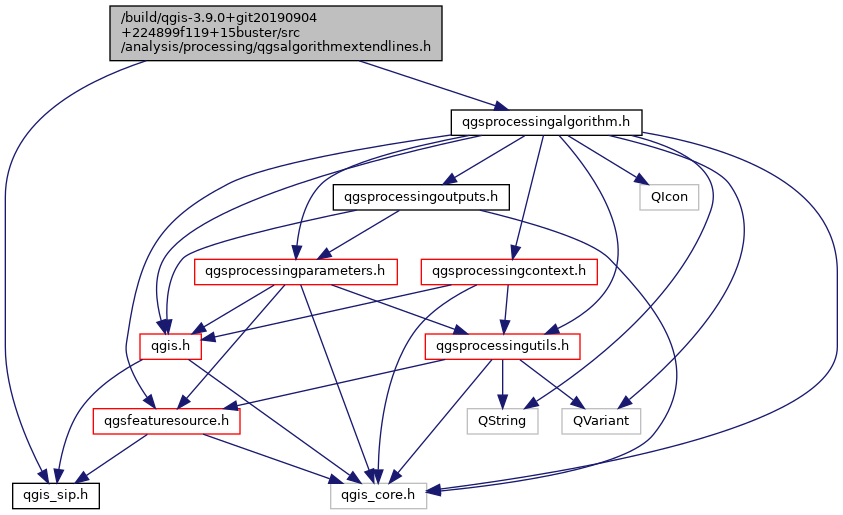 /build/qgis-3.9.0+git20190904
+224899f119+15buster/src
/analysis/processing/qgsalgorithmextendlines.h
qgsprocessingalgorithm.h
qgsprocessingoutputs.h
QIcon
qgsprocessingparameters.h
qgsprocessingcontext.h
qgis.h
qgsprocessingutils.h
qgsfeaturesource.h
QString
QVariant
qgis_sip.h
qgis_core.h